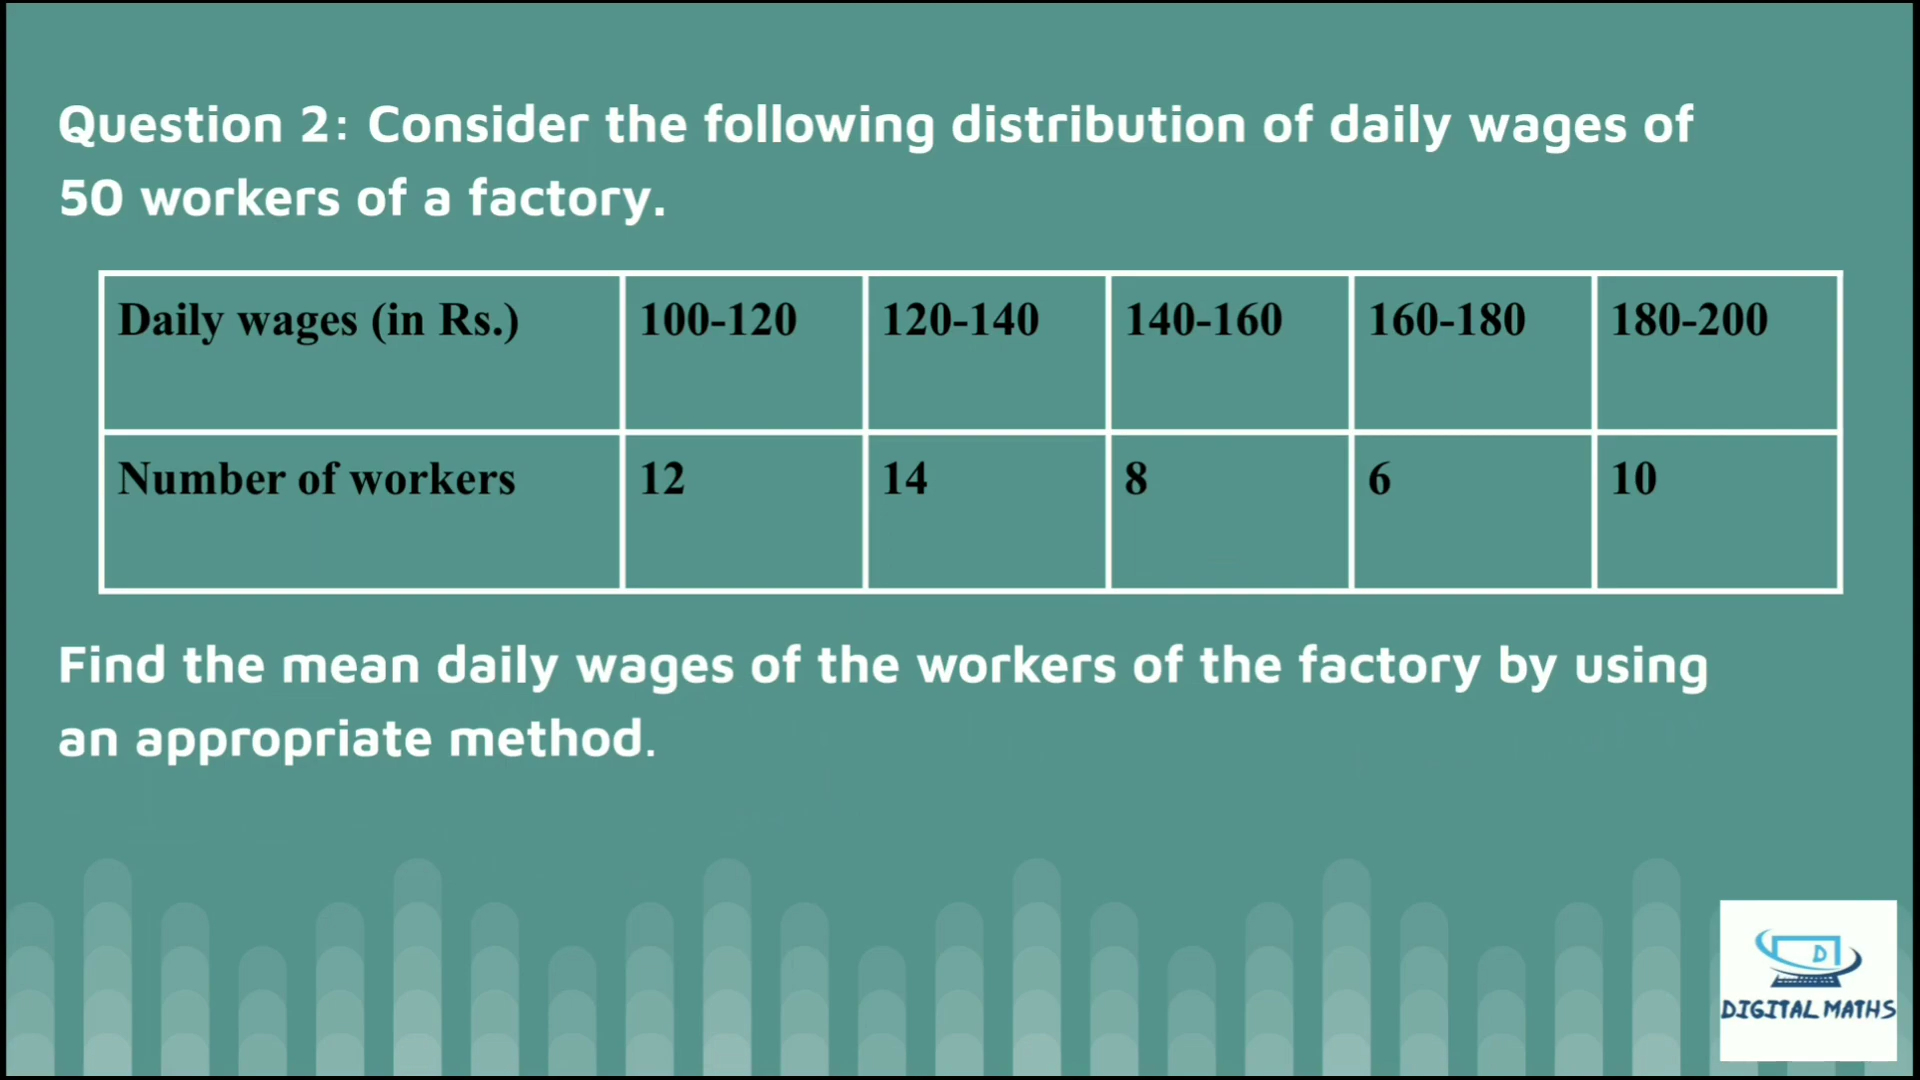 Question 2: Consider the following distribution of daily wages of
50 workers of a factory.
Daily wages (in Rs.) 100-120 120-140 140-160 160-180 180-200
Number of workers 12 14 8 6 10
Find the mean daily wages of the workers of the factory by using
an appropriate method.
D
DIGITAL MATHS